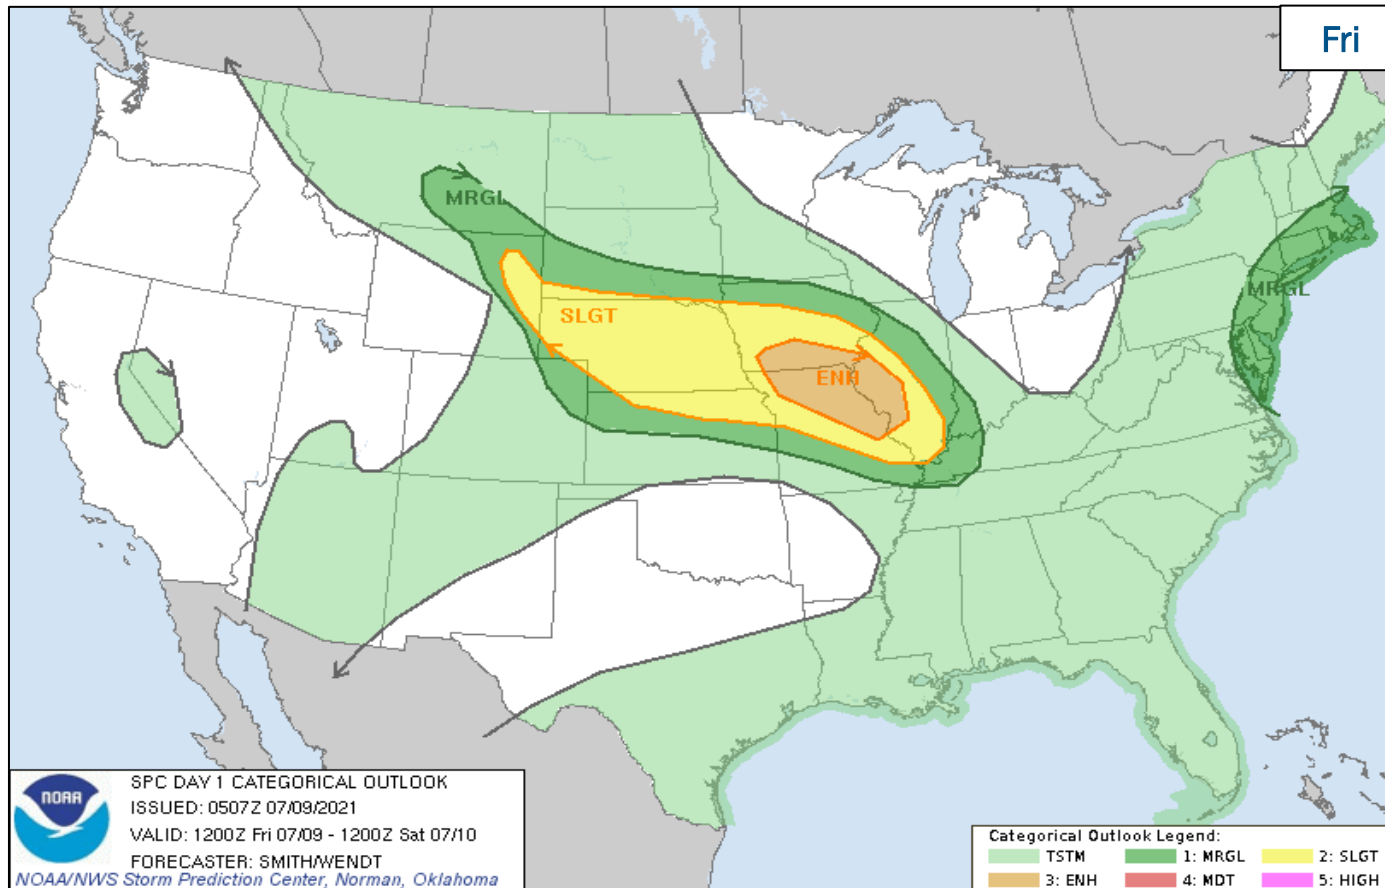 Fri
MRGL
MRGL
SLGT
ENH
SPC DAY 1 CATEGORICAL OUTLOOK
ISSUED: 0507Z 07/09/2021
VALID: 1200Z Fri 07/09 - 1200Z Sat 07/10
FORECASTER: SMITH/WENDT
NOAA/NWS Storm Prediction Center, Norman, Oklahoma
NOAA
Categorical Outlook Legend:
TSTM 1: MRGL 2: SLGT
3: ENH 4: MDT 5: HIGH